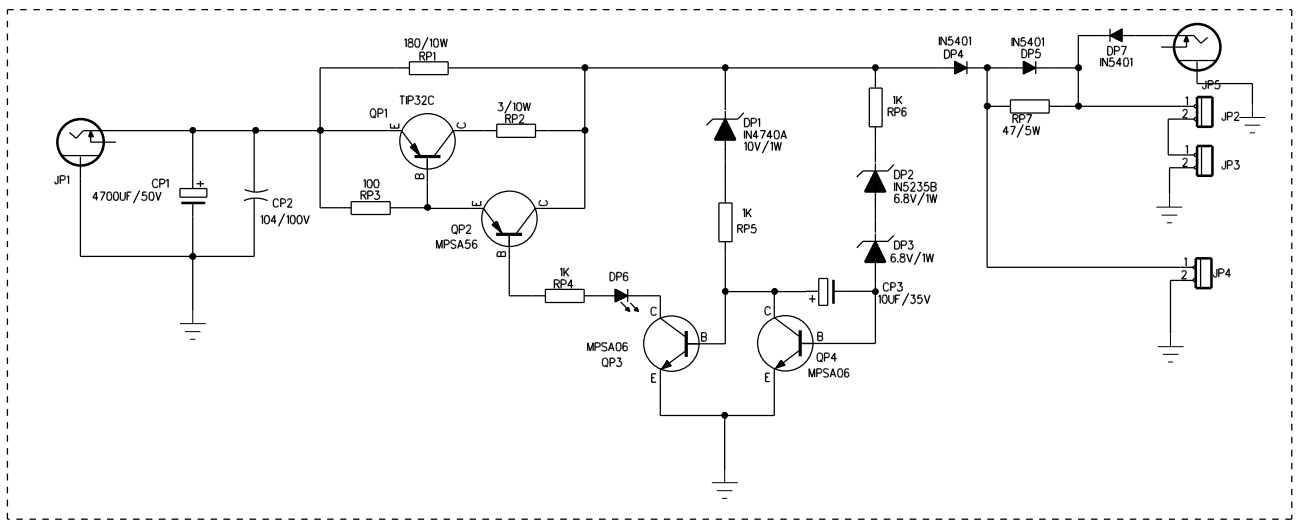 180/10W
RP1
TIP32C
QP1
3/10W
RP2
E
C
B
JP1
CP1
+
4700UF/50V
CP2
104/100V
100
RP3
E
C
B
QP2
MPSA56
1K
RP4
DP6
C
B
E
MPSA06
QP3
DP1
IN4740A
10V/1W
1K
RP5
1K
RP6
DP2
IN5235B
6.8V/1W
DP3
6.8V/1W
+
CP3
10UF/35V
C
B
E
QP4
MPSA06
IN5401
DP4
IN5401
DP5
DP7
IN5401
RP7
47/5W
JP5
1
2
JP2
1
2
JP3
1
2
JP4